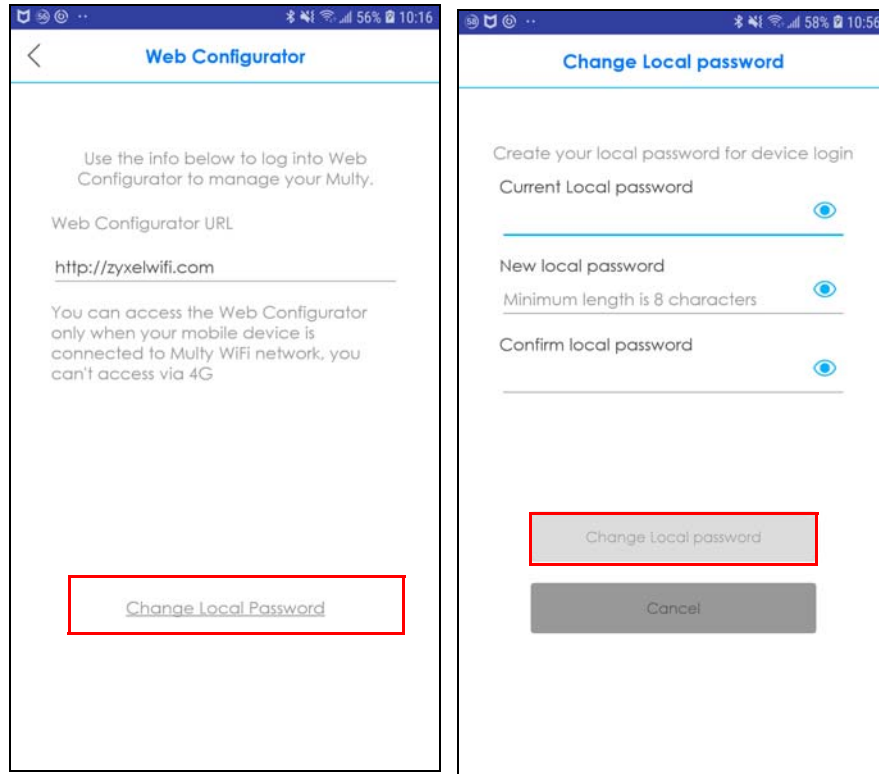 56% 10:16
Web Configurator
Use the info below to log into Web
Configurator to manage your Multy.
Web Configurator URL
http://zyxelwifi.com
You can access the Web Configurator
only when your mobile device is
connected to Multy WiFi network, you
can't access via 4G
Change Local Password
58% 10:56
Change Local password
Create your local password for device login
Current Local password
New local password
Minimum length is 8 characters
Confirm local password
Change Local password
Cancel